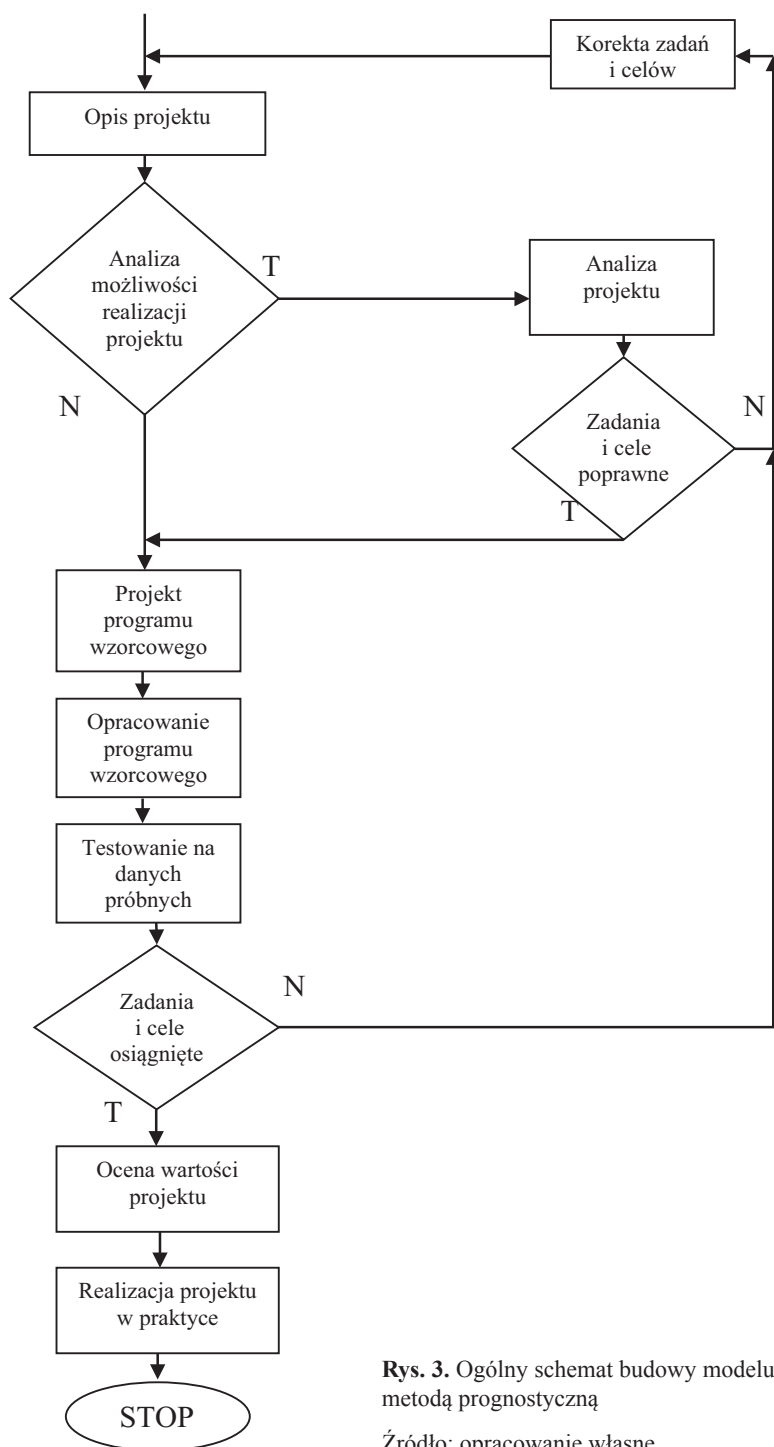 Korekta zadań
i celów
Opis projektu
Analiza
możliwości
realizacji
projektu
T
N
Analiza
projektu
Zadania
i cele
poprawne
N
T
Projekt
programu
wzorcowego
Opracowanie
programu
wzorcowego
Testowanie na
danych
próbnych
Zadania
i cele
osiągnięte
N
T
Ocena wartości
projektu
Realizacja projektu
w praktyce
STOP
Rys. 3. Ogólny schemat budowy modelu
metodą prognostyczną
Źródło: opracowanie własne